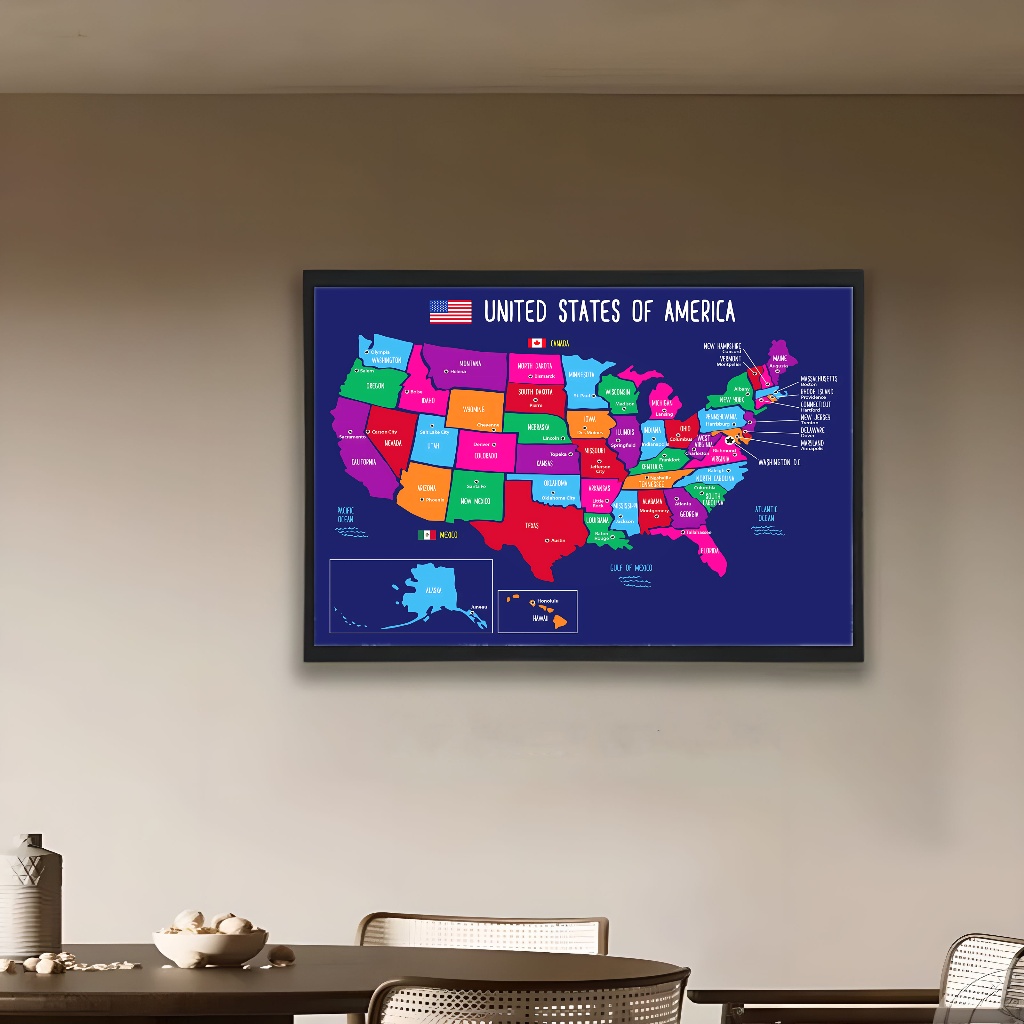 UNITED STATES OF AMERICA
CANADA
NEW HAMPSHIRE
Concord
VERMONT
Montpelier
MAINE
Augusta
Olympia
WASHINGTON
MONTANA
Helena
NORTH DAKOTA
Bismarck
MINNESOTA
St. Paul
Salem
OREGON
Boise
IDAHO
SOUTH DAKOTA
Pierre
WISCONSIN
Madison
MICHIGAN
Lansing
Albany
NEW YORK
MASSACHUSETTS
Boston
RHODE ISLAND
Providence
CONNECTICUT
Hartford
NEW JERSEY
Trenton
DELAWARE
Dover
MARYLAND
Annapolis
WASHINGTON DC
WYOMING
Cheyenne
NEBRASKA
Lincoln
IOWA
Des Moines
ILLINOIS
Springfield
INDIANA
Indianapolis
OHIO
Columbus
PENNSYLVANIA
Harrisburg
Sacramento
CALIFORNIA
Carson City
NEVADA
Salt Lake City
UTAH
Denver
COLORADO
Topeka
KANSAS
MISSOURI
Jefferson
City
Frankfort
KENTUCKY
WEST
VIRGINIA
Charleston
Richmond
VIRGINIA
ARIZONA
Phoenix
Santa Fe
NEW MEXICO
OKLAHOMA
Oklahoma City
ARKANSAS
Little
Rock
Nashville
TENNESSEE
Raleigh
NORTH CAROLINA
Columbia
SOUTH
CAROLINA
TEXAS
Austin
LOUISIANA
Baton
Rouge
MISSISSIPPI
Jackson
ALABAMA
Montgomery
Atlanta
GEORGIA
Tallahassee
FLORIDA
PACIFIC
OCEAN
ATLANTIC
OCEAN
MEXICO
GULF OF MEXICO
ALASKA
Juneau
Honolulu
HAWAII